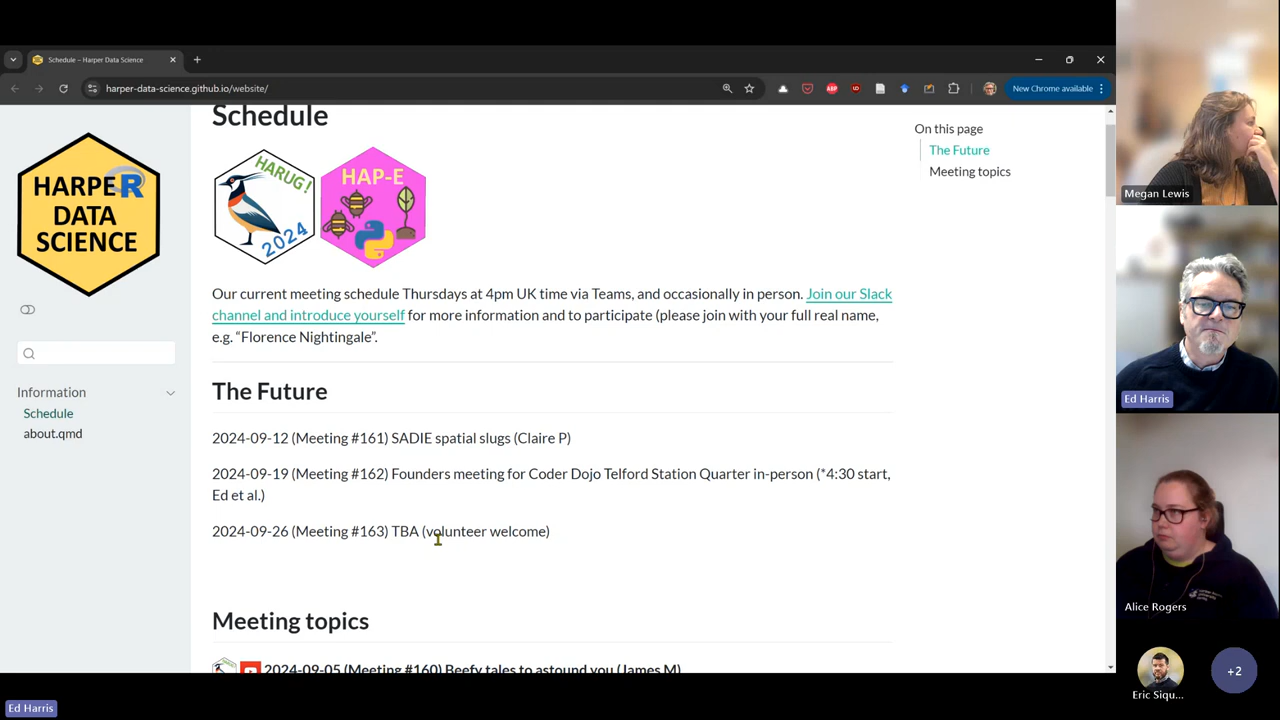 Schedule – Harper Data Science
harper-data-science.github.io/website/
New Chrome available
HARPER
DATA
SCIENCE
Information
Schedule
about.qmd
Schedule
HARUG!
2024
HAP-E
Our current meeting schedule Thursdays at 4pm UK time via Teams, and occasionally in person. Join our Slack
channel and introduce yourself for more information and to participate (please join with your full real name,
e.g. “Florence Nightingale”.
The Future
2024-09-12 (Meeting #161) SADIE spatial slugs (Claire P)
2024-09-19 (Meeting #162) Founders meeting for Coder Dojo Telford Station Quarter in-person (*4:30 start,
Ed et al.)
2024-09-26 (Meeting #163) TBA (volunteer welcome)
Meeting topics
2024-09-05 (Meeting #160) Beefy tales to astound you (James M)
On this page
The Future
Meeting topics
Megan Lewis
Ed Harris
Alice Rogers
Eric Siqu...
+2
Ed Harris